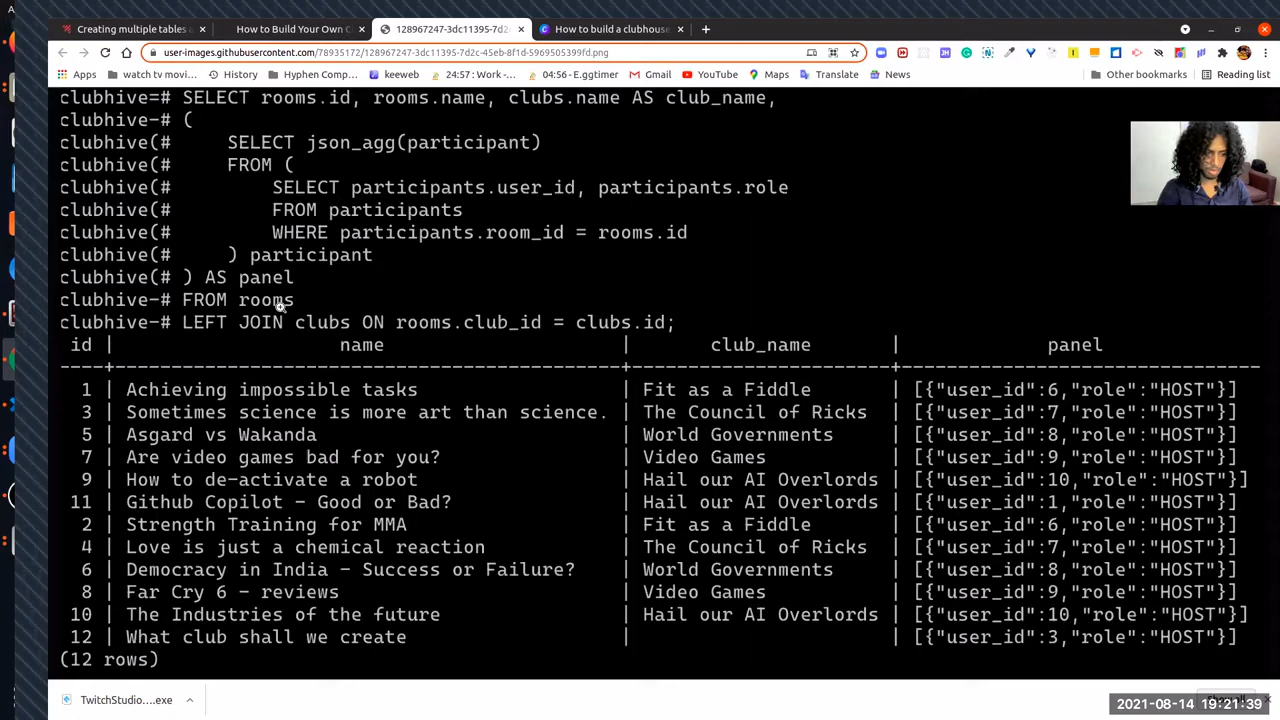 Creating multiple tables
How to Build Your Own C
128967247-3dc11395-7d2
How to build a clubhouse
user-images.githubusercontent.com/78935172/128967247-3dc11395-7d2c-45eb-8f1d-5969505399fd.png
Apps
watch tv movi...
History
Hyphen Comp...
keeweb
24:57 : Work -...
04:56 - E.ggtimer
Gmail
YouTube
Maps
Translate
News
Other bookmarks
Reading list
clubhive=# SELECT rooms.id, rooms.name, clubs.name AS club_name,
clubhive-# (
clubhive(#     SELECT json_agg(participant)
clubhive(#     FROM (
clubhive(#         SELECT participants.user_id, participants.role
clubhive(#         FROM participants
clubhive(#         WHERE participants.room_id = rooms.id
clubhive(#     ) participant
clubhive(# ) AS panel
clubhive-# FROM rooms
clubhive-# LEFT JOIN clubs ON rooms.club_id = clubs.id;
id | name | club_name | panel
1 | Achieving impossible tasks | Fit as a Fiddle | [{"user_id":6,"role":"HOST"}]
3 | Sometimes science is more art than science. | The Council of Ricks | [{"user_id":7,"role":"HOST"}]
5 | Asgard vs Wakanda | World Governments | [{"user_id":8,"role":"HOST"}]
7 | Are video games bad for you? | Video Games | [{"user_id":9,"role":"HOST"}]
9 | How to de-activate a robot | Hail our AI Overlords | [{"user_id":10,"role":"HOST"}]
11 | Github Copilot - Good or Bad? | Hail our AI Overlords | [{"user_id":1,"role":"HOST"}]
2 | Strength Training for MMA | Fit as a Fiddle | [{"user_id":6,"role":"HOST"}]
4 | Love is just a chemical reaction | The Council of Ricks | [{"user_id":7,"role":"HOST"}]
6 | Democracy in India - Success or Failure? | World Governments | [{"user_id":8,"role":"HOST"}]
8 | Far Cry 6 - reviews | Video Games | [{"user_id":9,"role":"HOST"}]
10 | The Industries of the future | Hail our AI Overlords | [{"user_id":10,"role":"HOST"}]
12 | What club shall we create | | [{"user_id":3,"role":"HOST"}]
(12 rows)
TwitchStudio....exe
2021-08-14 19:21:39